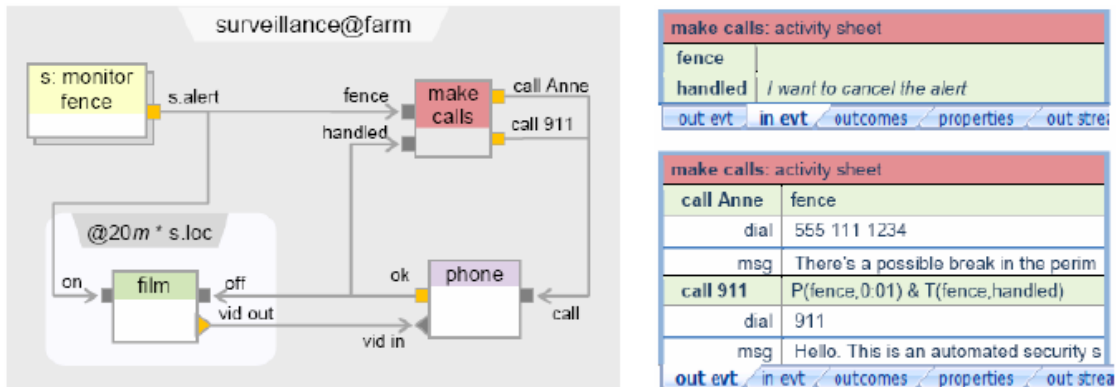 surveillance@farm
s: monitor
fence
s.alert
fence
handled
make
calls
call Anne
call 911
@20m * s.loc
on
film
off
vid out
ok
phone
call
vid in
make calls: activity sheet
fence
handled I want to cancel the alert
out evt in evt outcomes properties out strea
make calls: activity sheet
call Anne fence
dial 555 111 1234
msg There's a possible break in the perim
call 911 P(fence,0:01) & T(fence,handled)
dial 911
msg Hello. This is an automated security s
out evt in evt outcomes properties out strea